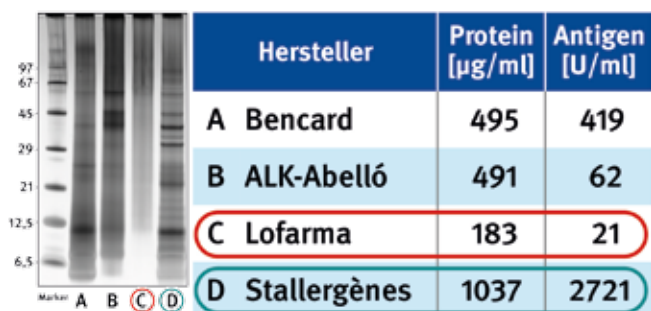 97
67
45
29
21
12,5
6,5
Marker A B C D
Hersteller Protein [µg/ml] Antigen [U/ml]
A Bencard 495 419
B ALK-Abelló 491 62
C Lofarma 183 21
D Stallergènes 1037 2721